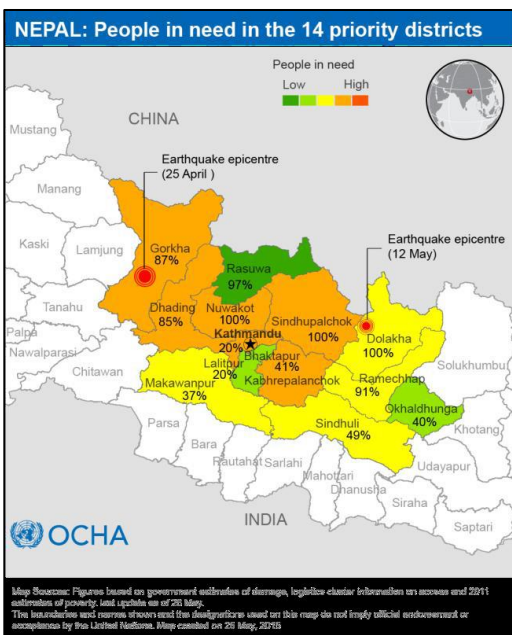 NEPAL: People in need in the 14 priority districts
People in need
Low
High
CHINA
Mustang
Earthquake epicentre
(25 April )
Manang
Kaski
Lamjung
Gorkha
87%
Rasuwa
97%
Earthquake epicentre
(12 May)
Tanahu
Dhading
85%
Nuwakot
100%
Sindhupalchok
100%
Dolakha
100%
Palpa
Nawalparasi
Kathmandu
20%
Solukhumbu
Chitawan
Lalitpur
20%
Bhaktapur
41%
Kabhrepalanchok
Makawanpur
37%
Ramechhap
91%
Okhaldhunga
40%
Parsa
Sindhuli
49%
Khotang
Bara
Rautahat
Sarlahi
Mahottari
Dhanusha
Udayapur
Siraha
Saptari
INDIA
OCHA
Map Sources: Figures based on government estimates of damage, logistics cluster information on access and 2011
estimates of poverty. last update as of 26 May.
The boundaries and names shown and the designations used on this map do not imply official endorsement or
acceptance by the United Nations. Map created on 26 May, 2015